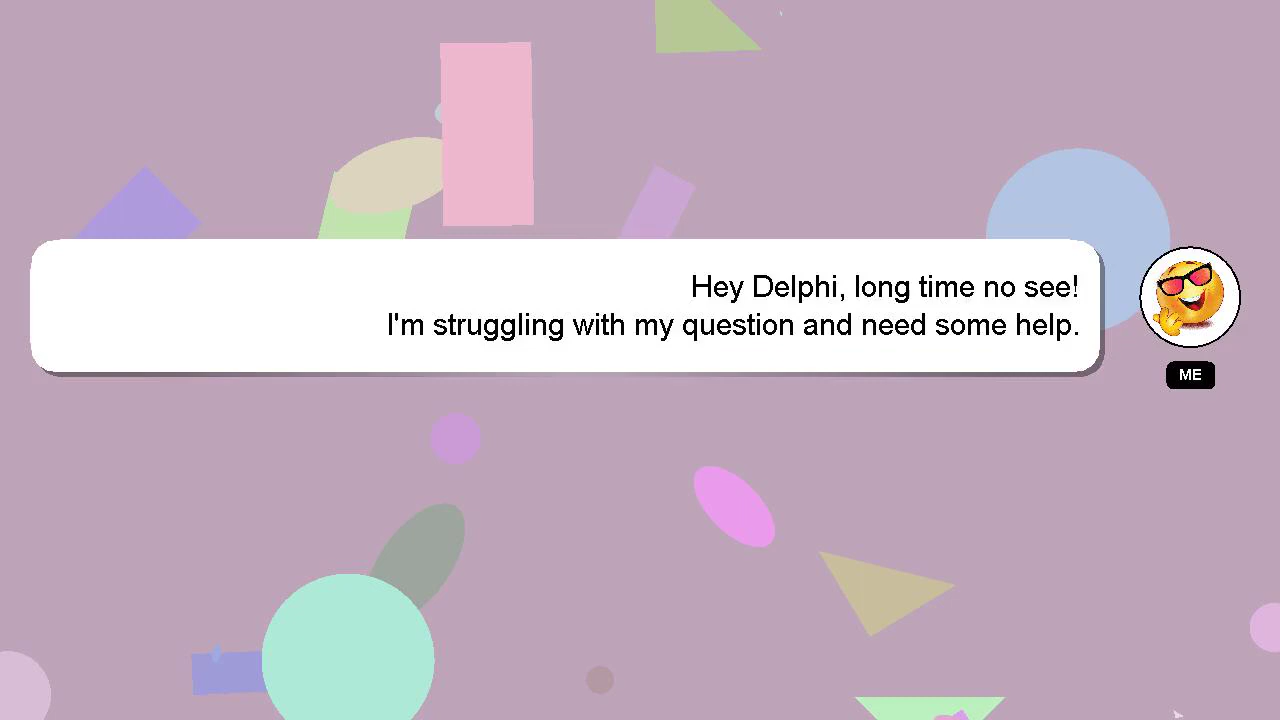 Hey Delphi, long time no see!
I'm struggling with my question and need some help.
ME